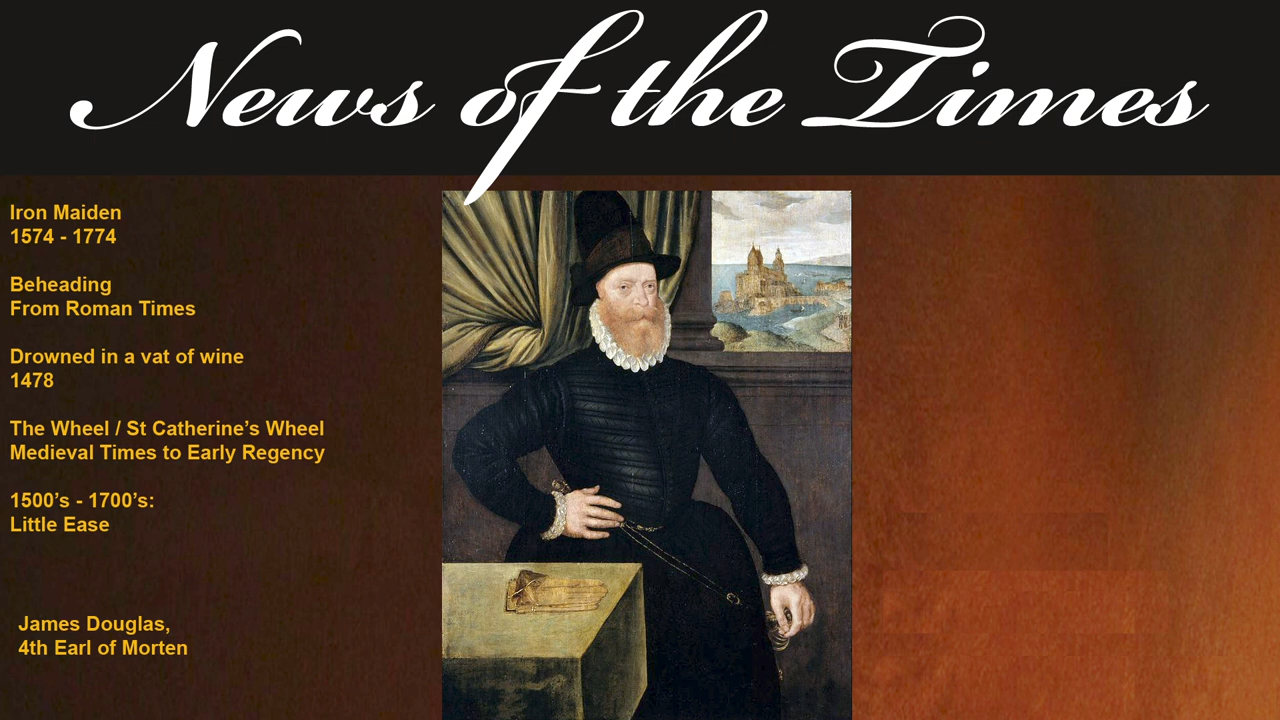 News of the Times
Iron Maiden
1574 - 1774
Beheading
From Roman Times
Drowned in a vat of wine
1478
The Wheel / St Catherine’s Wheel
Medieval Times to Early Regency
1500’s - 1700’s:
Little Ease
James Douglas,
4th Earl of Morten